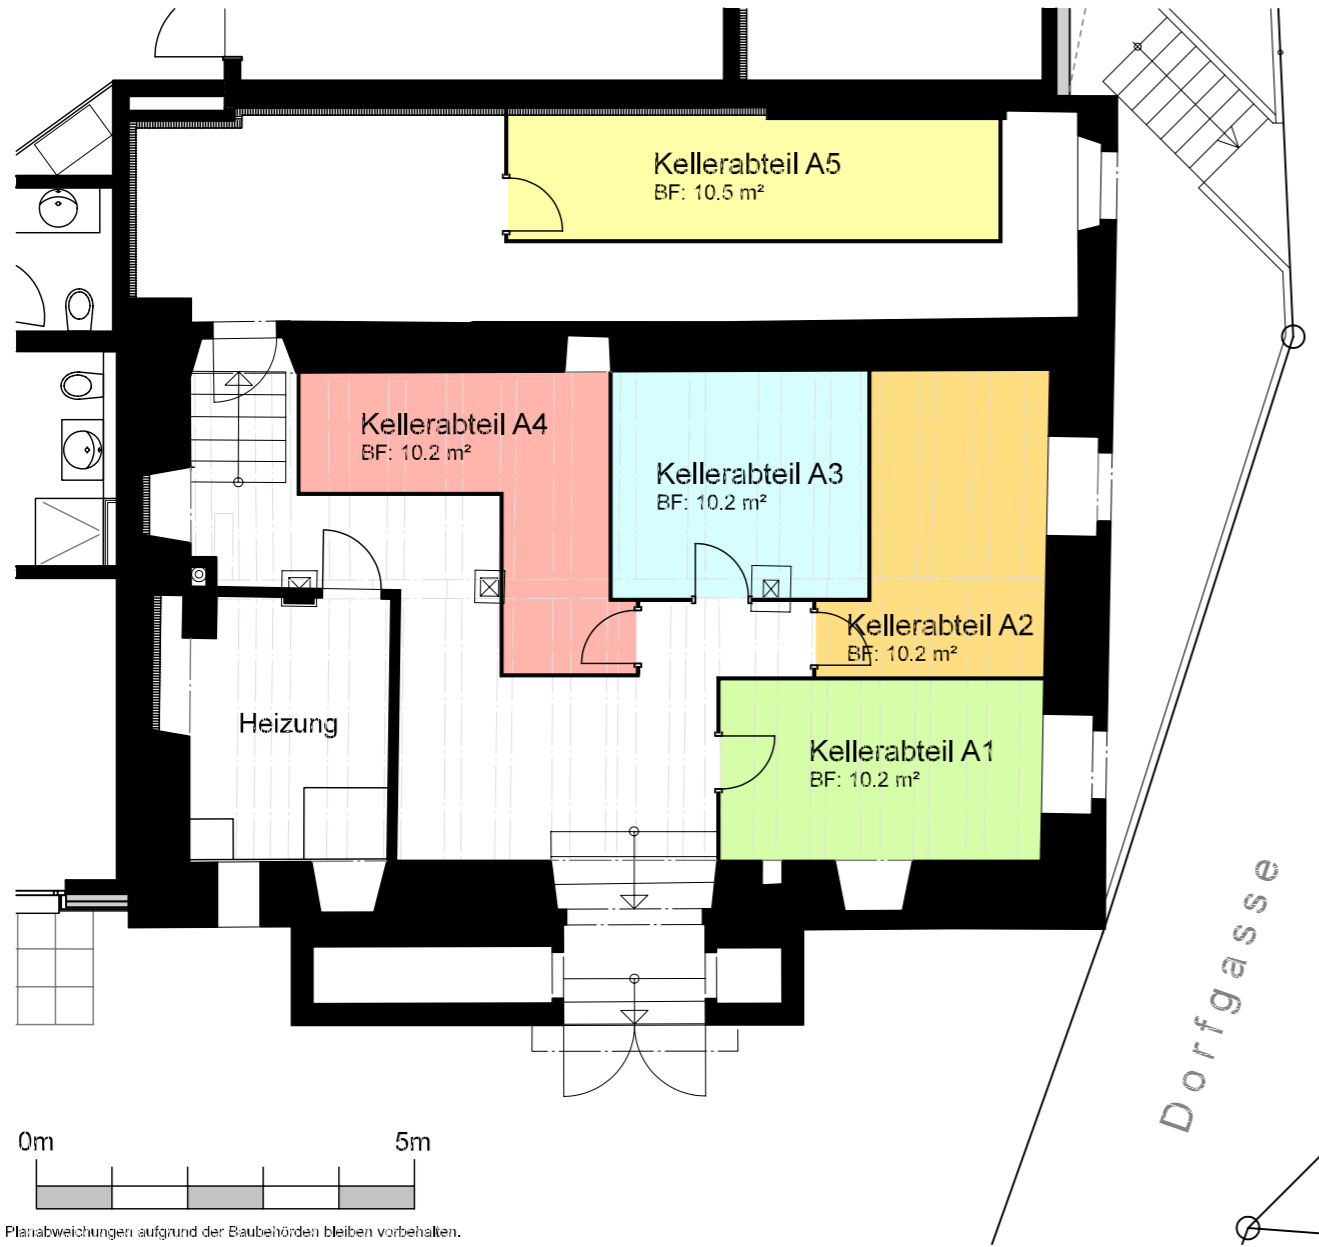 Kellerabteil A5
BF: 10.5 m²
Kellerabteil A4
BF: 10.2 m²
Kellerabteil A3
BF: 10.2 m²
Kellerabteil A2
BF: 10.2 m²
Heizung
Kellerabteil A1
BF: 10.2 m²
Dorfgasse
0m 5m
Planabweichungen aufgrund der Baubehörden bleiben vorbehalten.